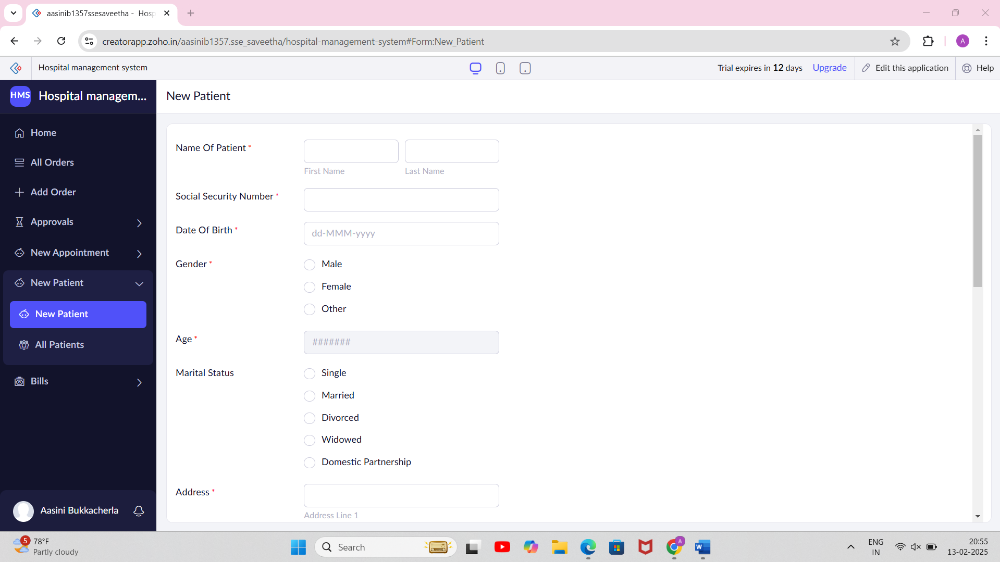 aasinib1357ssesaveetha - Hosp
creatorapp.zoho.in/aasinib1357.sse_saveetha/hospital-management-system#Form:New_Patient
A
Hospital management system
Trial expires in 12 days
Upgrade
Edit this application
Help
HMS
Hospital managem...
New Patient
Home
All Orders
Add Order
Approvals
New Appointment
New Patient
New Patient
All Patients
Bills
Aasini Bukkacherla
Name Of Patient *
First Name
Last Name
Social Security Number *
Date Of Birth *
dd-MMM-yyyy
Gender *
Male
Female
Other
Age *
#######
Marital Status
Single
Married
Divorced
Widowed
Domestic Partnership
Address *
Address Line 1
5
78°F
Partly cloudy
Search
A
W
ENG
IN
20:55
13-02-2025